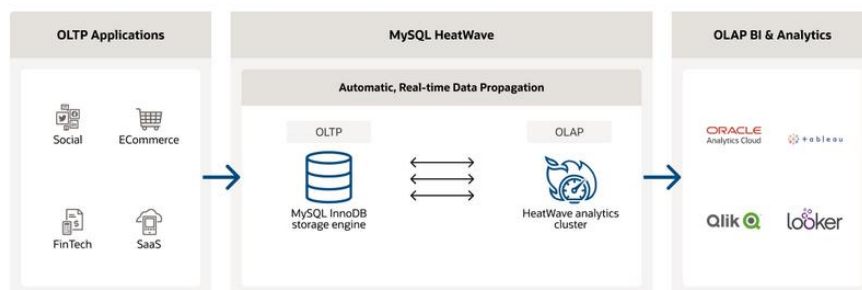 OLTP Applications
MySQL HeatWave
OLAP BI & Analytics
Automatic, Real-time Data Propagation
Social
ECommerce
FinTech
SaaS
OLTP
OLAP
MySQL InnoDB
storage engine
HeatWave analytics
cluster
ORACLE
Analytics Cloud
tableau
Qlik
looker